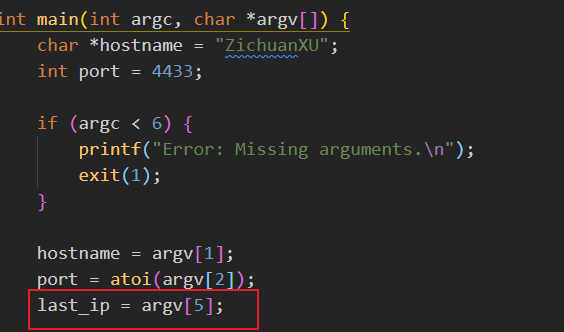 int main(int argc, char *argv[]) {
char *hostname = "ZichuanXU";
int port = 4433;
if (argc < 6) {
printf("Error: Missing arguments.\n");
exit(1);
}
hostname = argv[1];
port = atoi(argv[2]);
last_ip = argv[5];